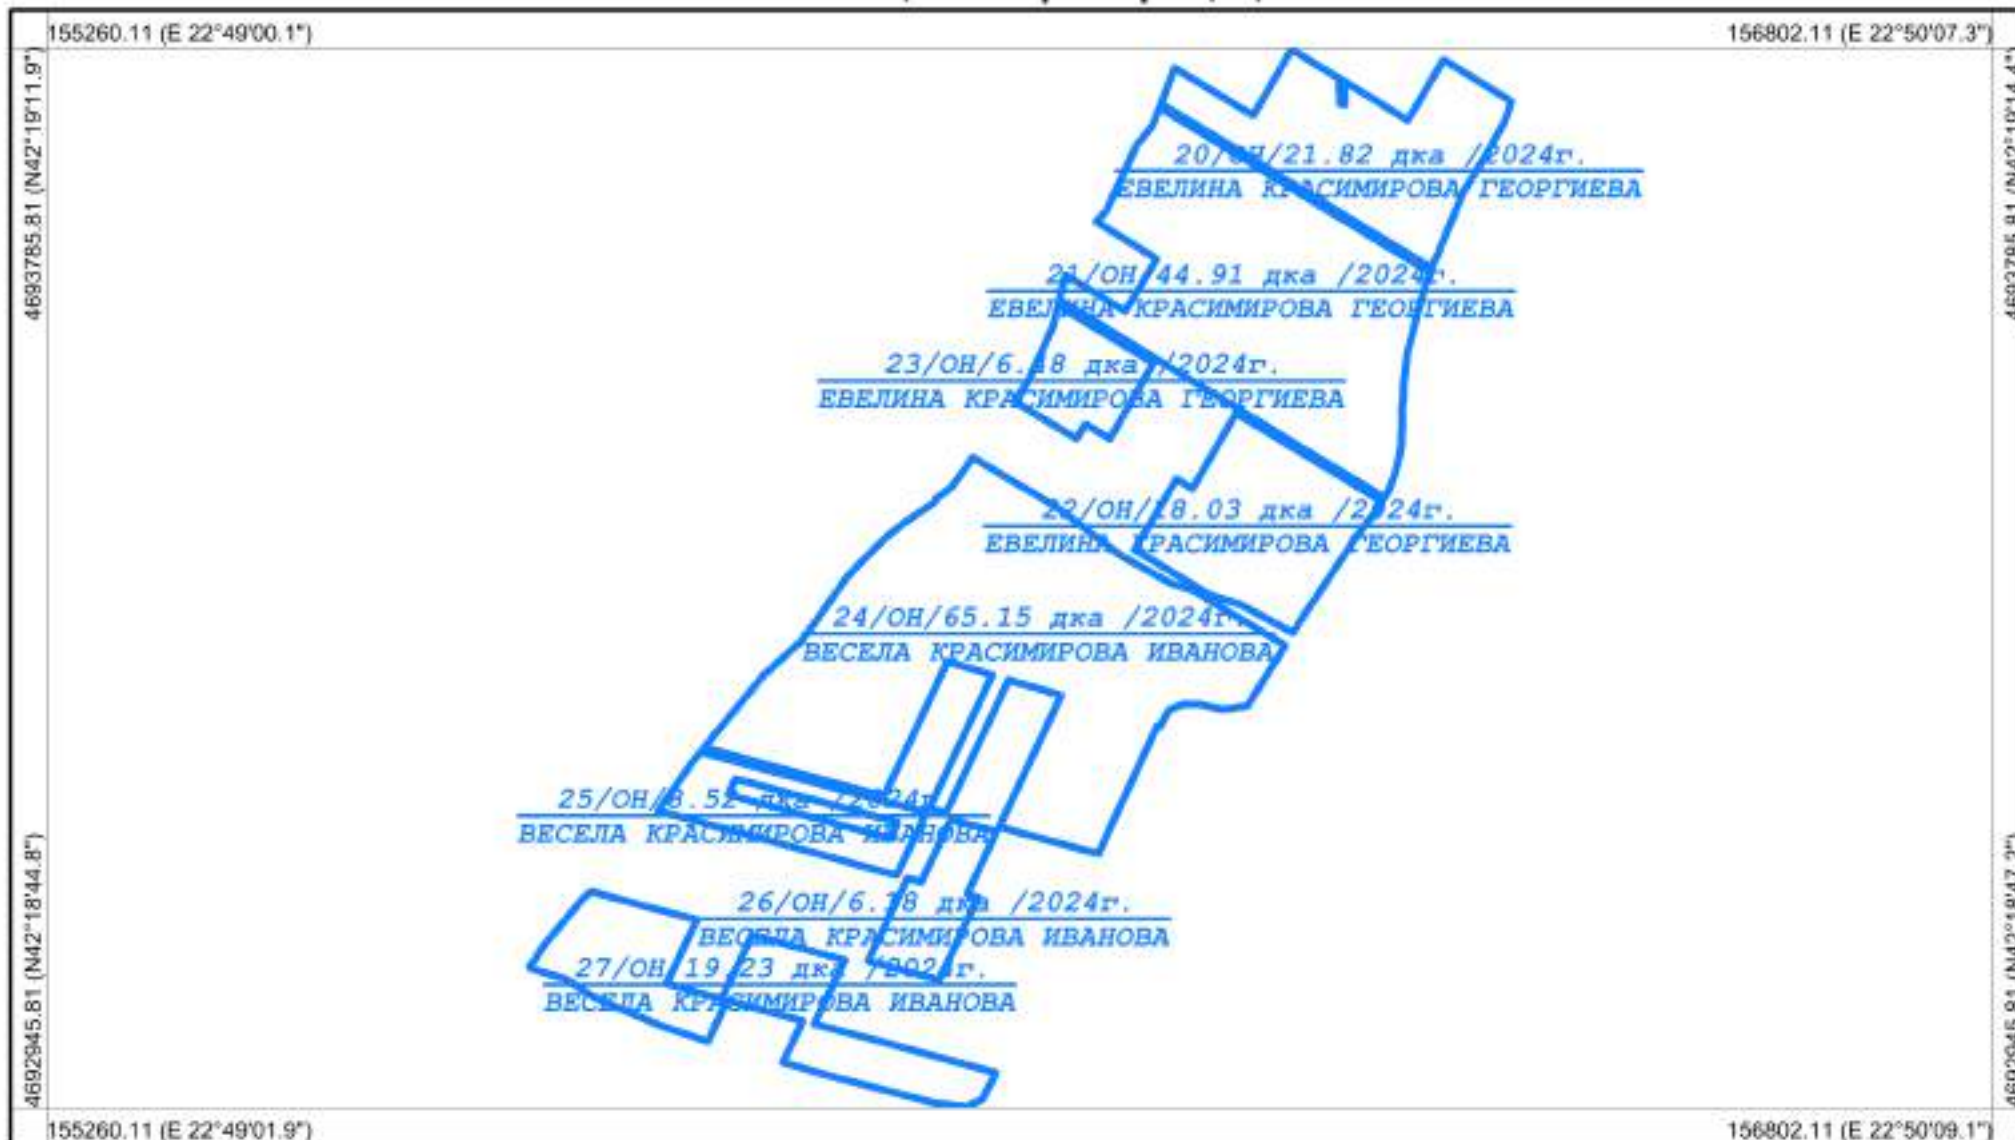 155260.11 (E 22°49'00.1")
156802.11 (E 22°50'07.3")
4693785.81 (N42°19'11.9")
20/ОН/21.82 дка /2024г.
ЕВЕЛИНА КРАСИМИРОВА ГЕОРГИЕВА
21/ОН/44.91 дка /2024г.
ЕВЕЛИНА КРАСИМИРОВА ГЕОРГИЕВА
23/ОН/6. дка /2024г.
ЕВЕЛИНА КРАСИМИРОВА ГЕОРГИЕВА
22/ОН/18.03 дка /2024г.
ЕВЕЛИНА КРАСИМИРОВА ГЕОРГИЕВА
24/ОН/65.15 дка /2024г.
ВЕСЕЛА КРАСИМИРОВА ИВАНОВА
25/ОН/8.52 дка /2024г.
ВЕСЕЛА КРАСИМИРОВА ИВАНОВА
26/ОН/6.78 дка /2024г.
ВЕСЕЛА КРАСИМИРОВА ИВАНОВА
27/ОН/19.23 дка /2024г.
ВЕСЕЛА КРАСИМИРОВА ИВАНОВА
4692945.81 (N42°18'44.8")
155260.11 (E 22°49'01.9")
156802.11 (E 22°50'09.1")